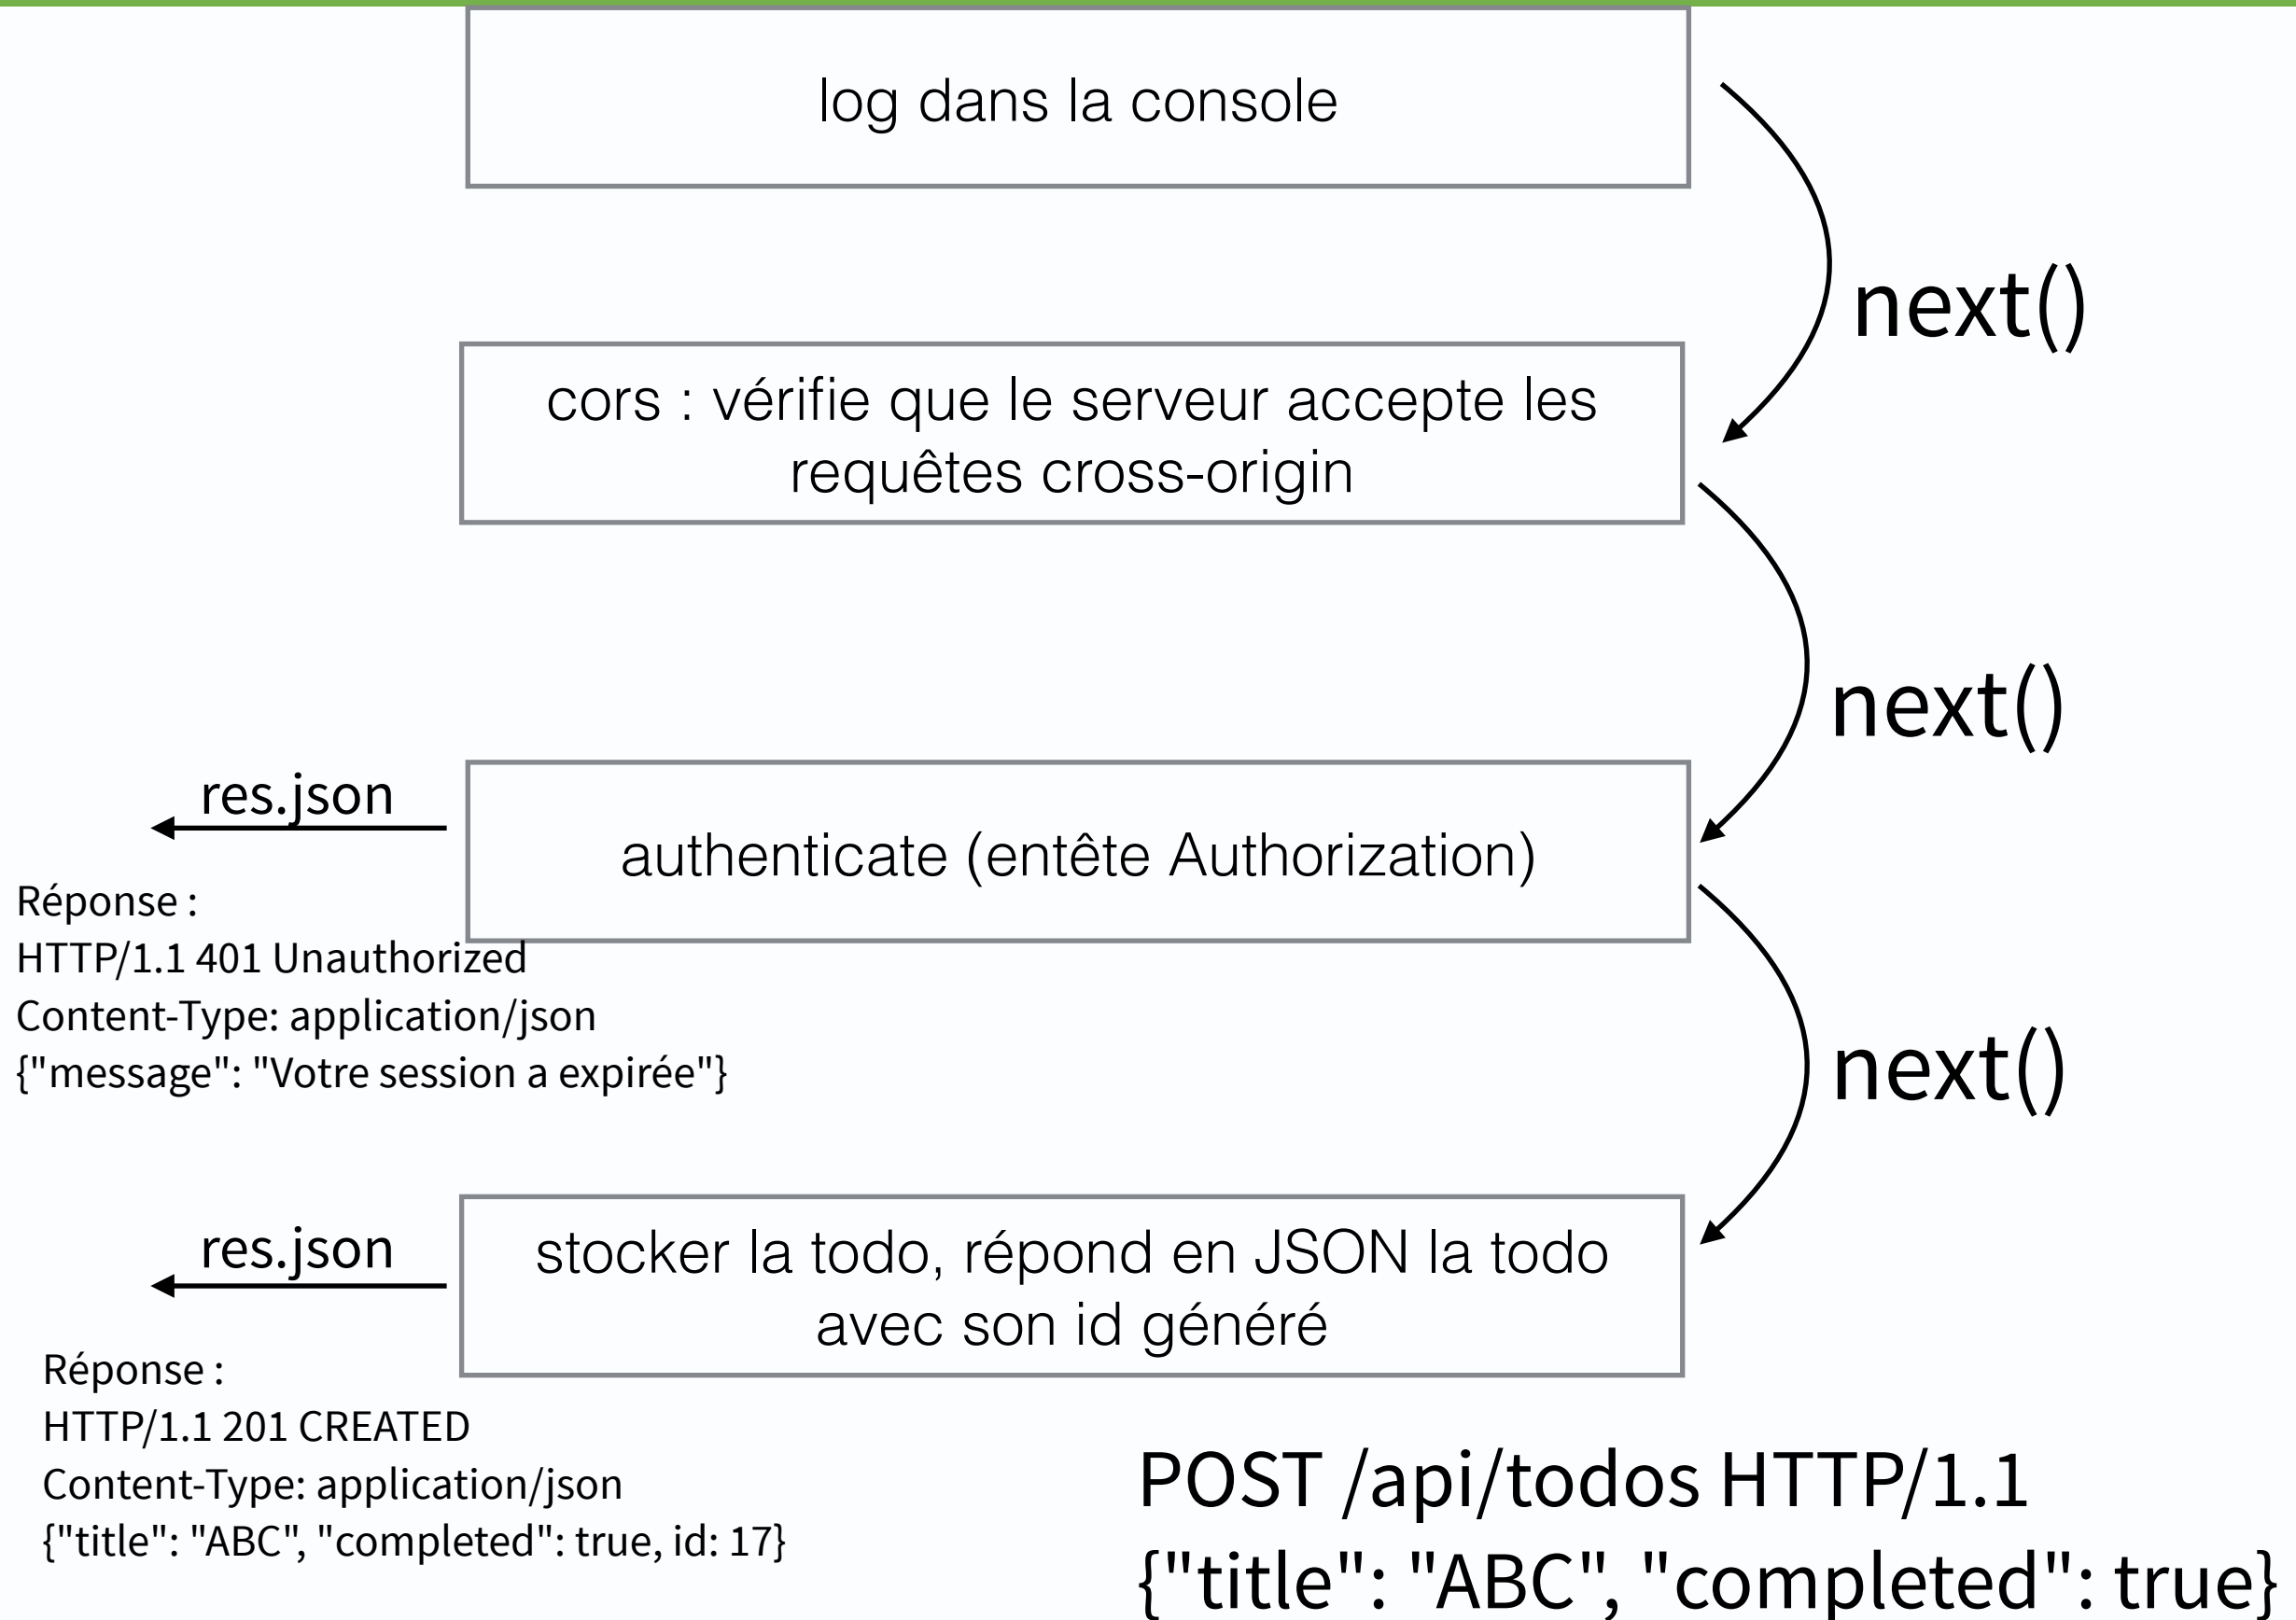 log dans la console
next()
cors : vérifie que le serveur accepte les
requêtes cross-origin
next()
res.json
authenticate (entête Authorization)
Réponse :
HTTP/1.1 401 Unauthorized
Content-Type: application/json
{"message": "Votre session a expirée"}
next()
res.json
stocker la todo, répond en JSON la todo
avec son id généré
Réponse :
HTTP/1.1 201 CREATED
Content-Type: application/json
{"title": "ABC", "completed": true, id: 17}
POST /api/todos HTTP/1.1
{"title": "ABC", "completed": true}